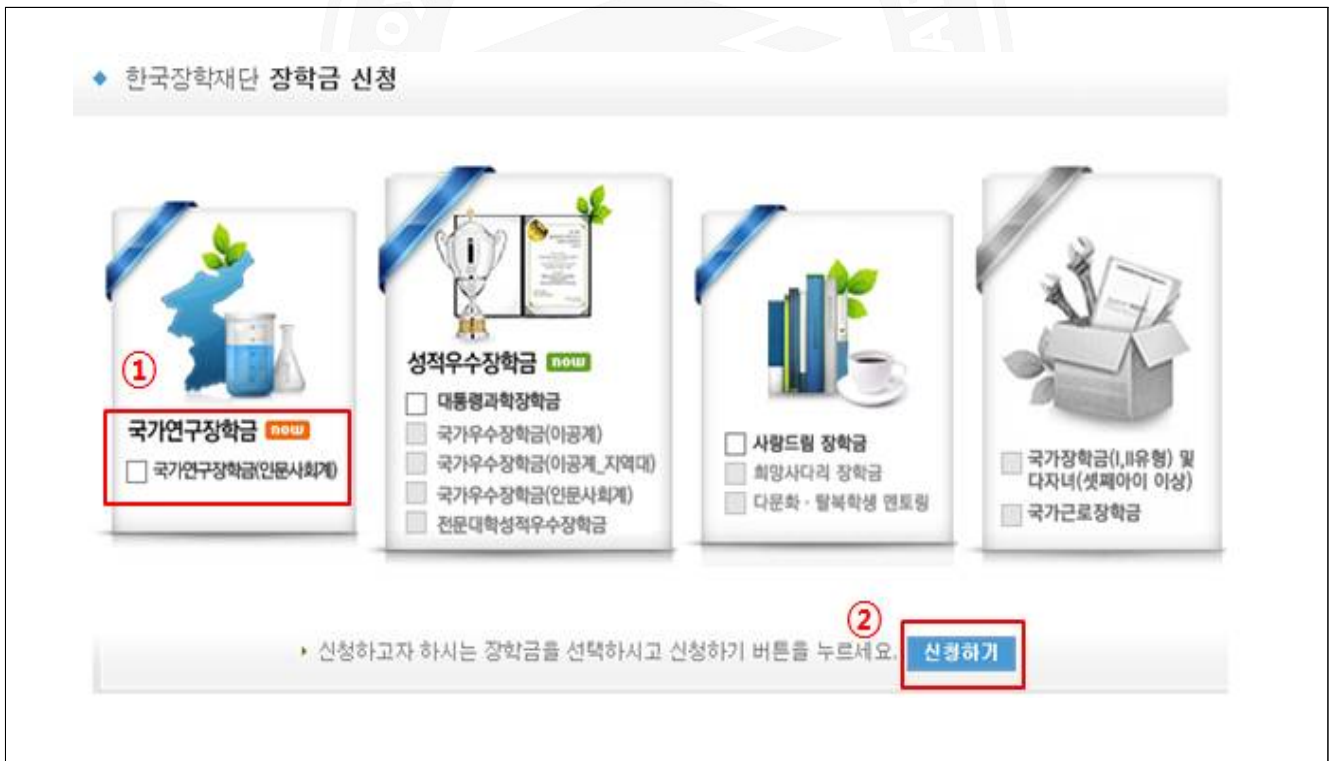 한국장학재단 장학금 신청
①
국가연구장학금 now
국가연구장학금(인문사회계)
성적우수장학금 now
대통령과학장학금
국가우수장학금(이공계)
국가우수장학금(이공계_지역대)
국가우수장학금(인문사회계)
전문대학성적우수장학금
사랑드림 장학금
희망사다리 장학금
다문화·탈북학생 멘토링
국가장학금(I,II유형) 및
다자녀(셋째아이 이상)
국가근로장학금
②
신청하고자 하시는 장학금을 선택하시고 신청하기 버튼을 누르세요. 신청하기